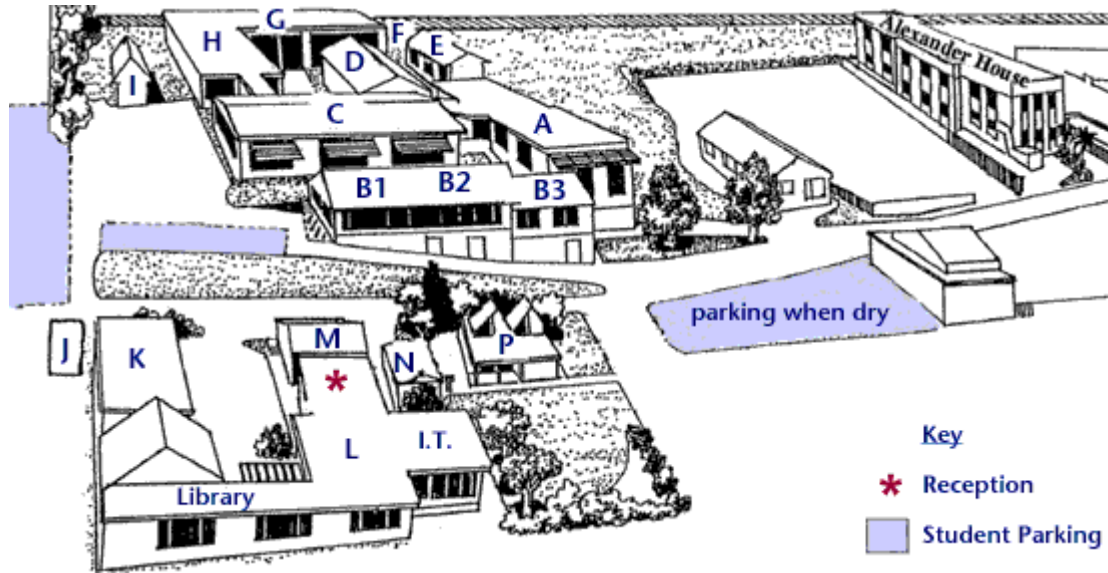 G
H
F
E
D
I
Alexander House
C
A
B1
B2
B3
parking when dry
J
K
M
N
P
*
L
I.T.
Library
Key
* Reception
Student Parking